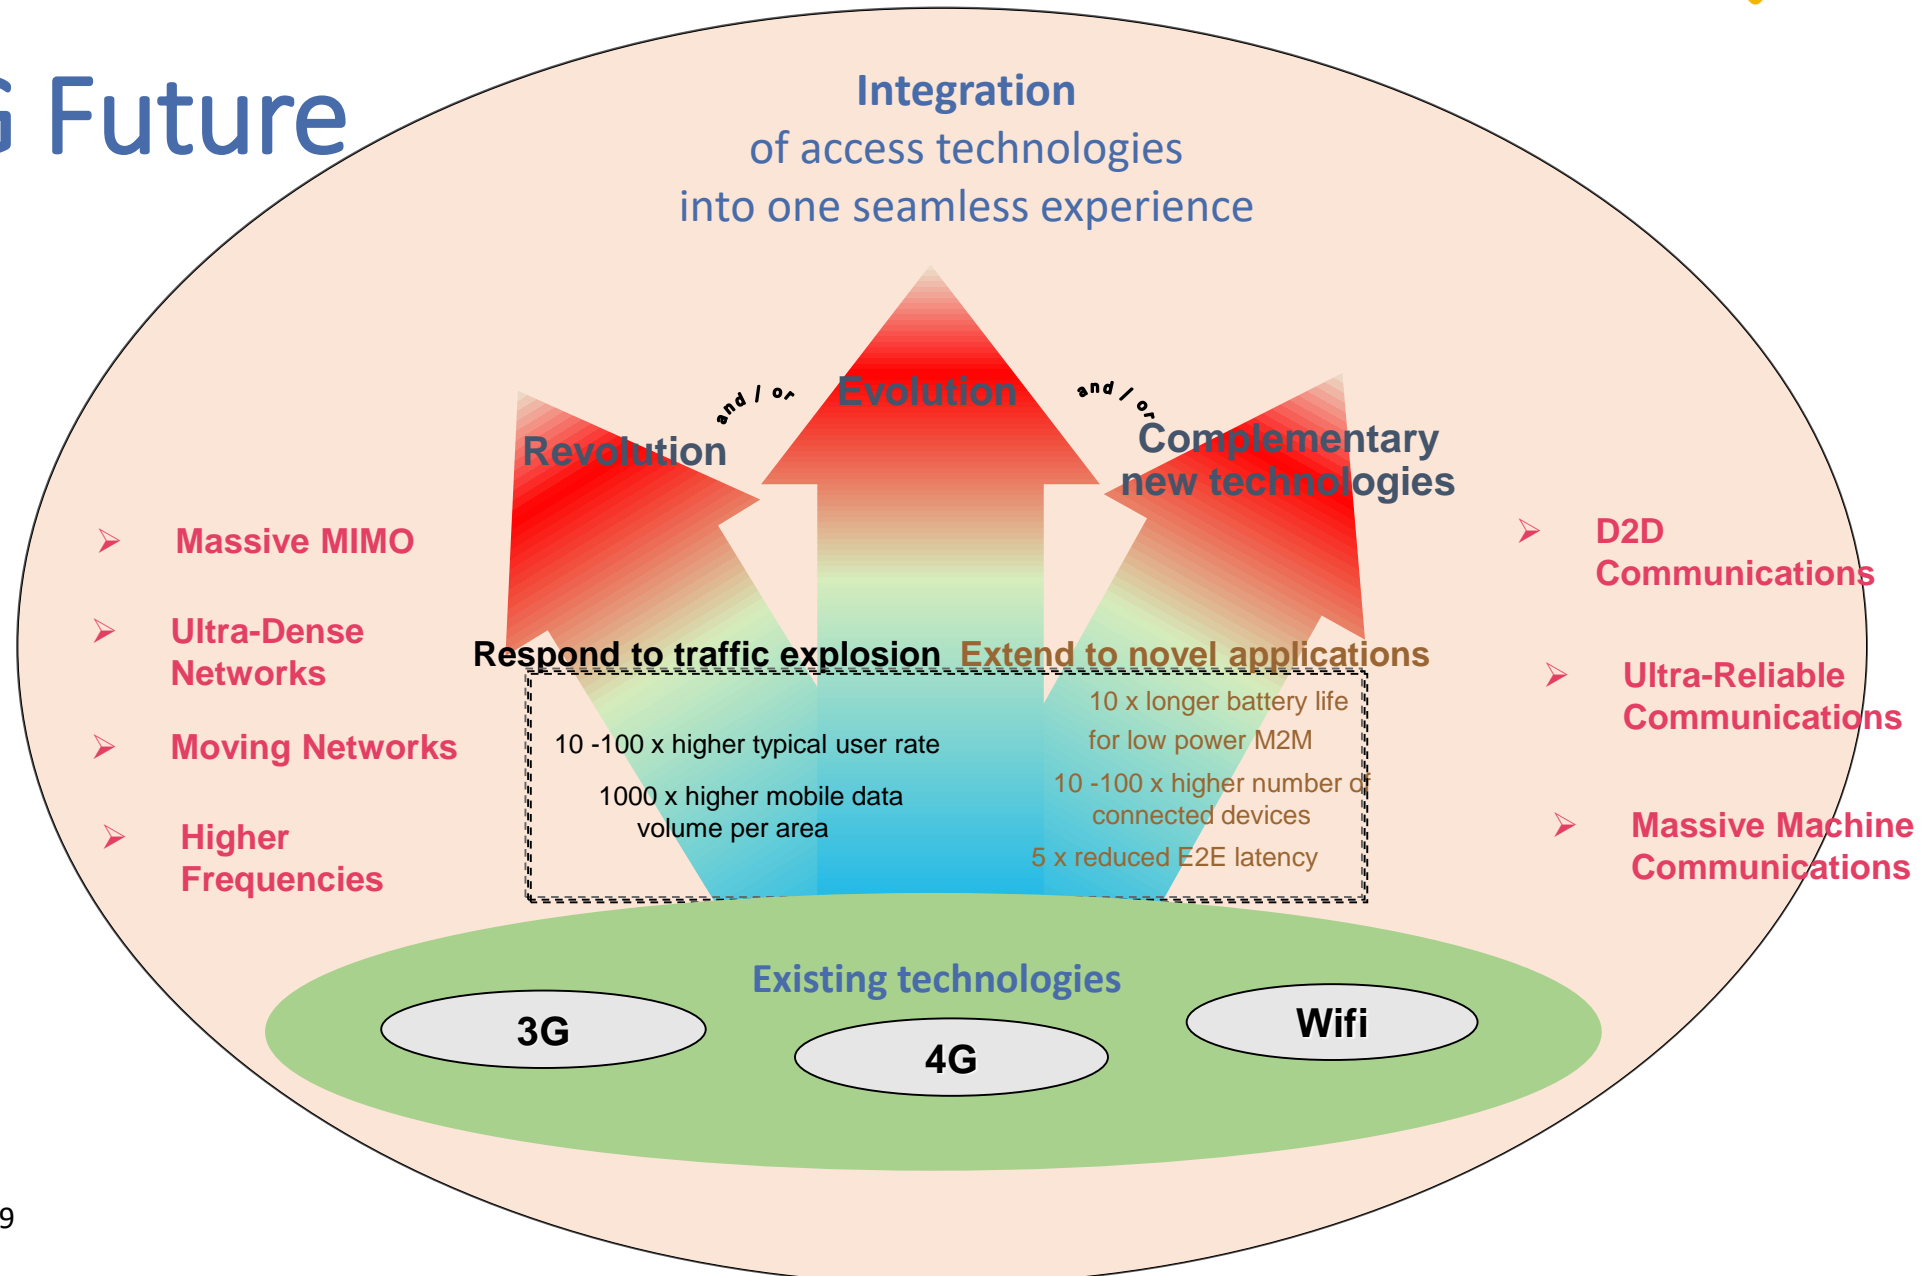 G Future
Integration
of access technologies
into one seamless experience
and / or
Evolution
and / or
Revolution
Complementary
new technologies
➢ Massive MIMO
➢ Ultra-Dense
Networks
➢ Moving Networks
➢ Higher
Frequencies
Respond to traffic explosion
10 -100 x higher typical user rate
1000 x higher mobile data
volume per area
Extend to novel applications
10 x longer battery life
for low power M2M
10 -100 x higher number of
connected devices
5 x reduced E2E latency
➢ D2D
Communications
➢ Ultra-Reliable
Communications
➢ Massive Machine
Communications
Existing technologies
3G
4G
Wifi
9